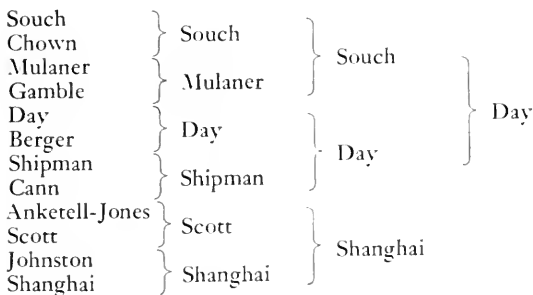 Souch
Chown
Mulaner
Gamble
Day
Berger
Shipman
Cann
Anketell-Jones
Scott
Johnston
Shanghai
Souch
Mulaner
Day
Shipman
Scott
Shanghai
Souch
Day
Shanghai
Day